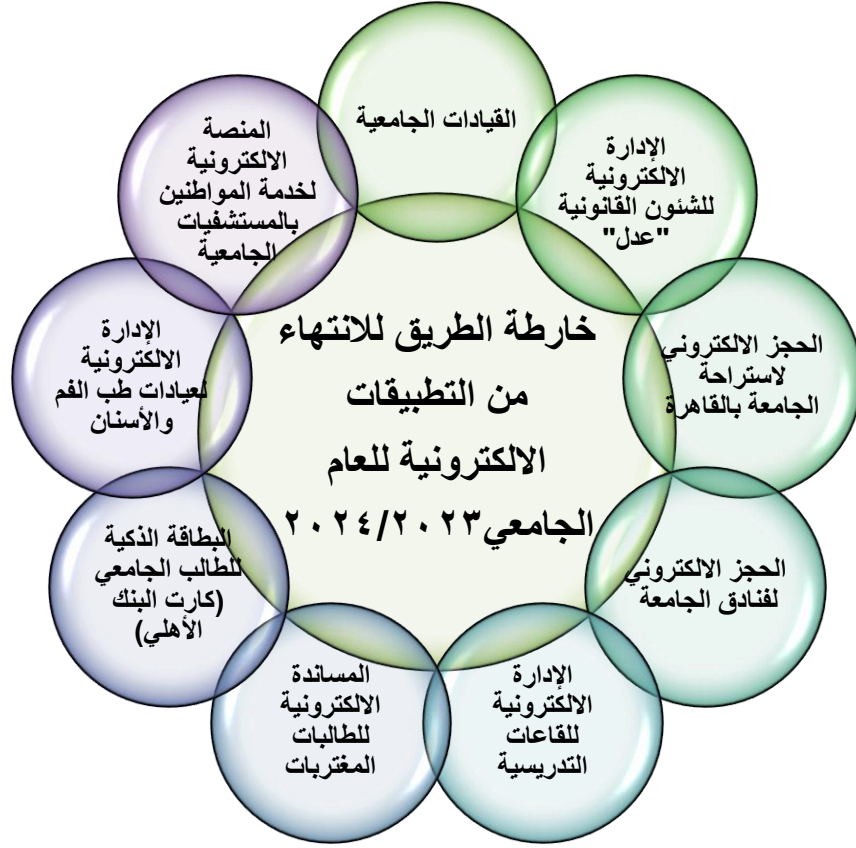 القيادات الجامعية
الإدارة
الالكترونية
للشئون القانونية
"عدل"
الحجز الالكتروني
لاستراحة
الجامعة بالقاهرة
الحجز الالكتروني
لفنادق الجامعة
الإدارة
الالكترونية
للقاعات
التدريسية
المساندة
الالكترونية
للطالبات
المغتربات
البطاقة الذكية
للطالب الجامعي
(كارت البنك
الأهلي)
الإدارة
الالكترونية
لعيادات طب الفم
والأسنان
المنصة
الالكترونية
لخدمة المواطنين
بالمستشفيات
الجامعية
خارطة الطريق للانتهاء
من التطبيقات
الالكترونية للعام
الجامعي٢٠٢٤/٢٠٢٣